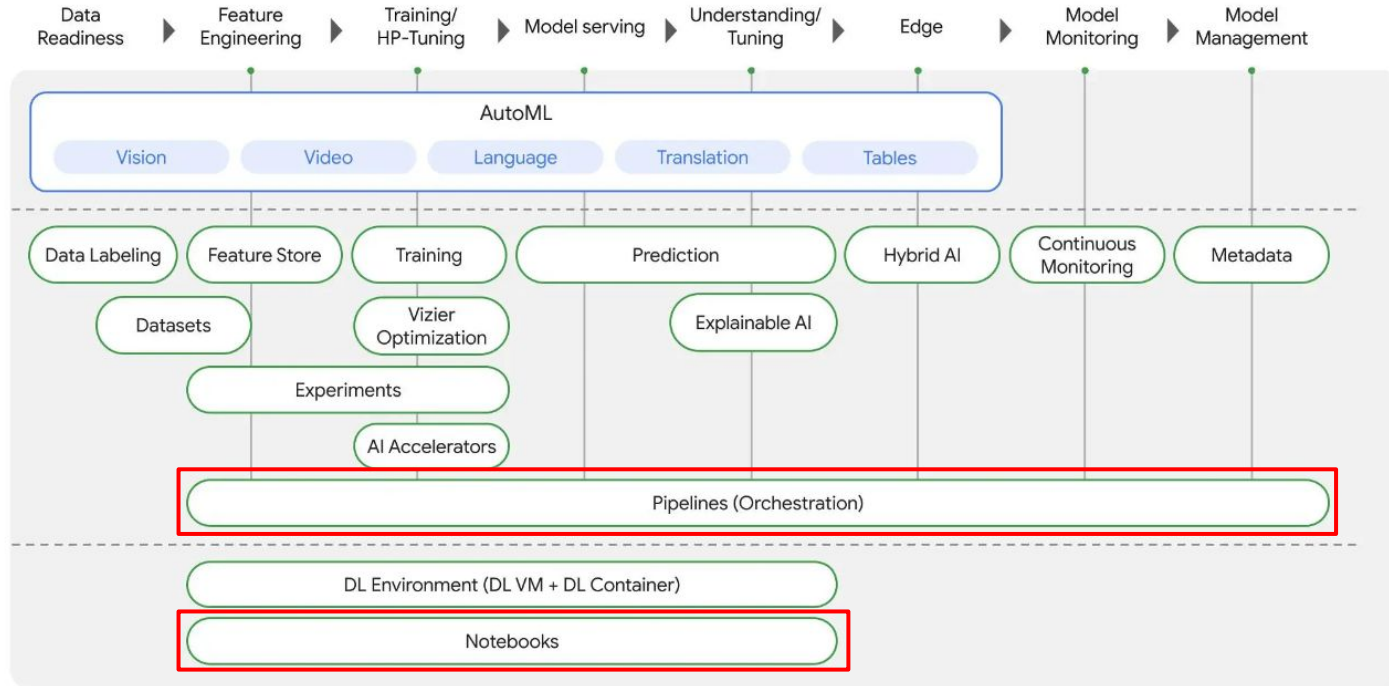 Data
Readiness
Feature
Engineering
Training/
HP-Tuning
Model serving
Understanding/
Tuning
Edge
Model
Monitoring
Model
Management
AutoML
Vision
Video
Language
Translation
Tables
Data Labeling
Feature Store
Training
Prediction
Hybrid AI
Continuous
Monitoring
Metadata
Datasets
Vizier
Optimization
Explainable AI
Experiments
AI Accelerators
Pipelines (Orchestration)
DL Environment (DL VM + DL Container)
Notebooks